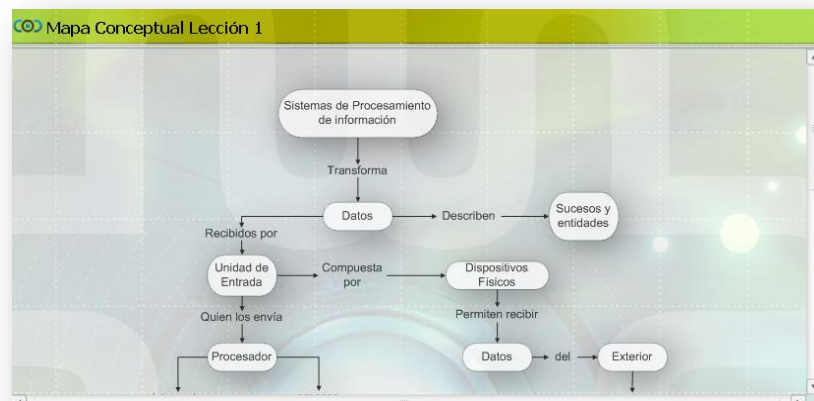 Mapa Conceptual Lección 1
Sistemas de Procesamiento
de información
Transforma
Datos
Describen
Sucesos y
entidades
Recibidos por
Unidad de
Entrada
Compuesta
por
Dispositivos
Físicos
Quien los envía
Permiten recibir
Procesador
Datos
del
Exterior